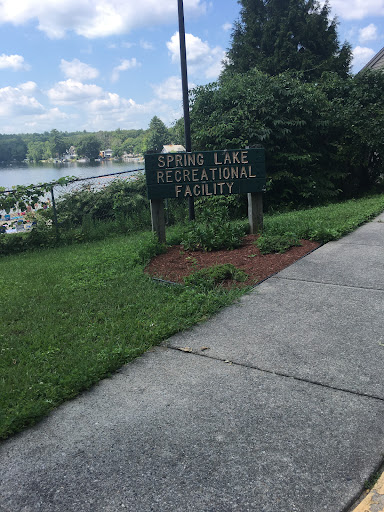 SPRING LAKE
RECREATIONAL
FACILITY